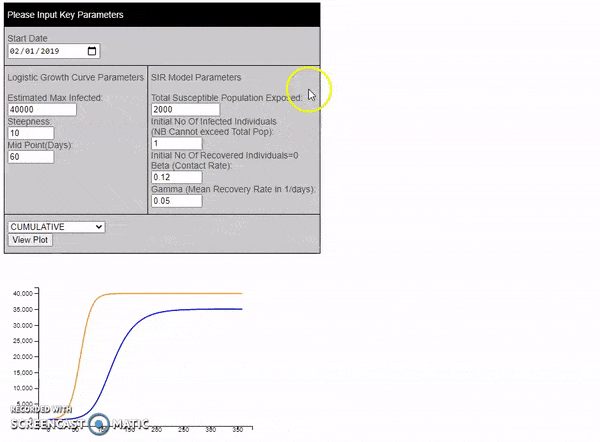 Please Input Key Parameters
Start Date
02/01/2019
Logistic Growth Curve Parameters
Estimated Max Infected:
40000
Steepness:
10
Mid Point(Days):
60
SIR Model Parameters
Total Susceptible Population Exposed:
2000
Initial No Of Infected Individuals
(NB Cannot exceed Total Pop):
1
Initial No Of Recovered Individuals=0
Beta (Contact Rate):
0.12
Gamma (Mean Recovery Rate in 1/days):
0.05
CUMULATIVE
View Plot
40,000
35,000
30,000
25,000
20,000
15,000
10,000
5,000
RECORDED WITH
SCREENCAST MATIC
200
250
300
350